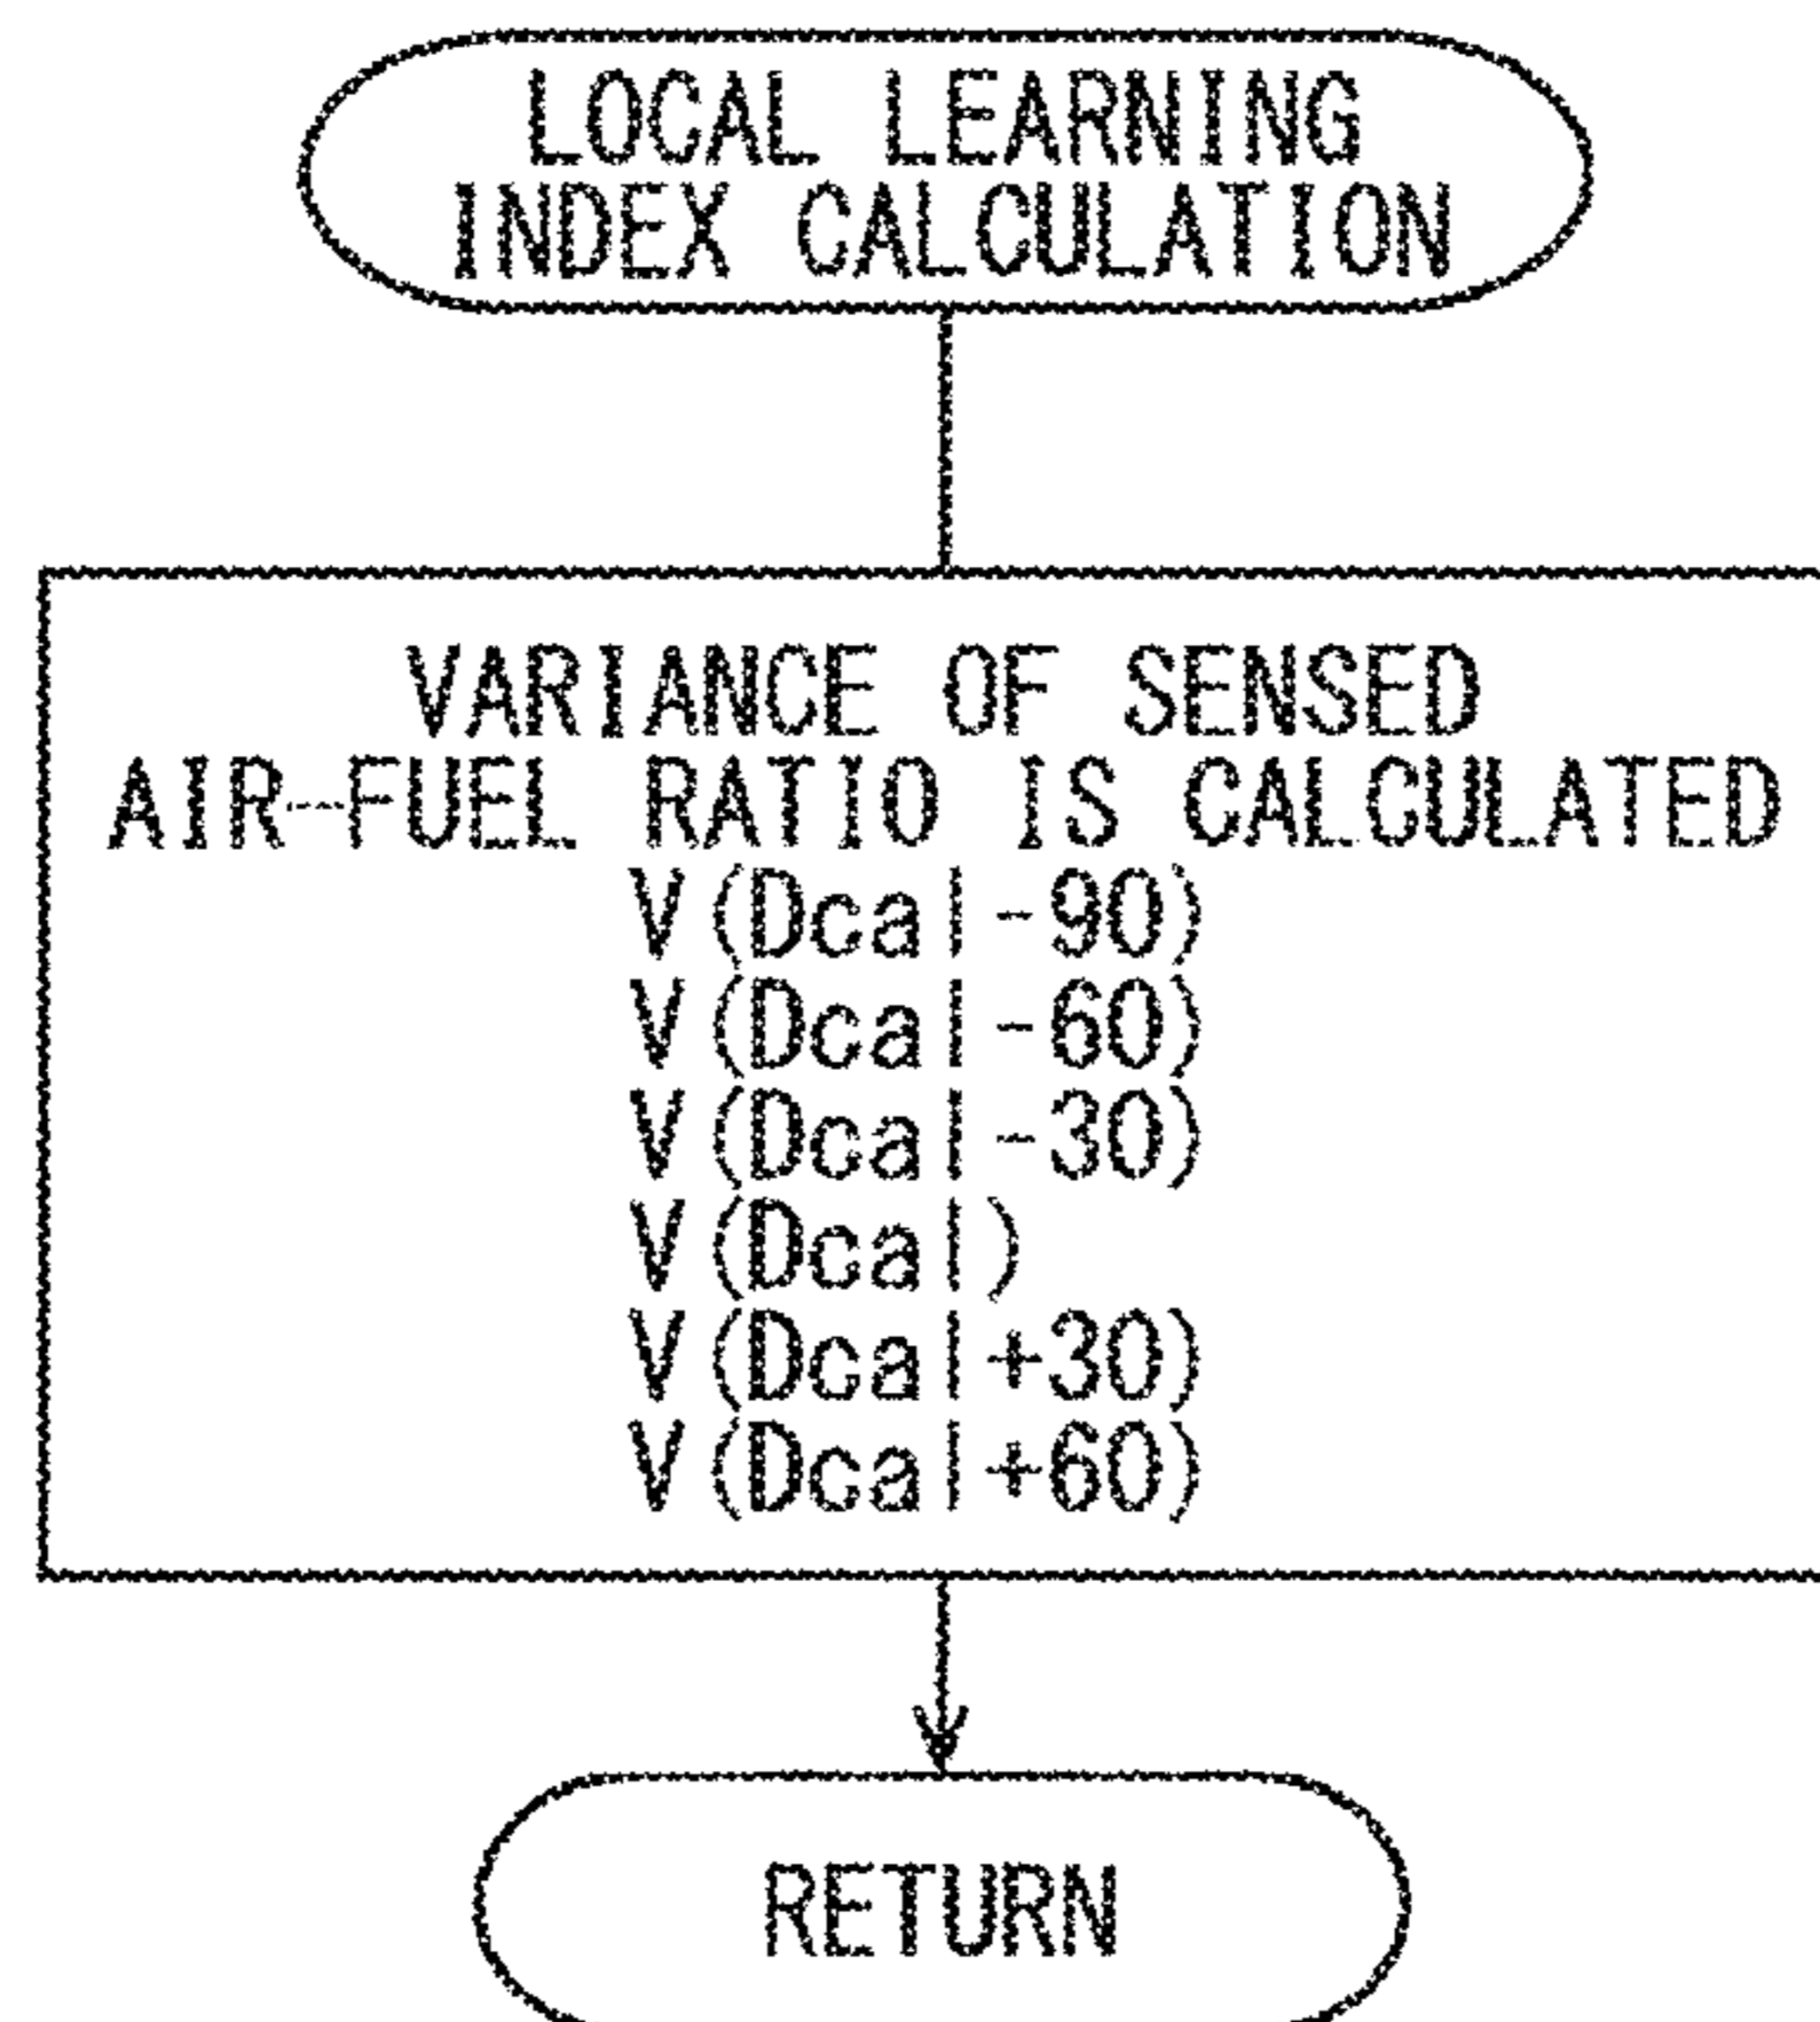 LOCAL LEARNING
INDEX CALCULATION
VARIANCE OF SENSED
AIR-FUEL RATIO IS CALCULATED
V(Dcal-90)
V(Dcal-60)
V(Dcal-30)
V(Dcal)
V(Dcal+30)
V(Dcal+60)
RETURN